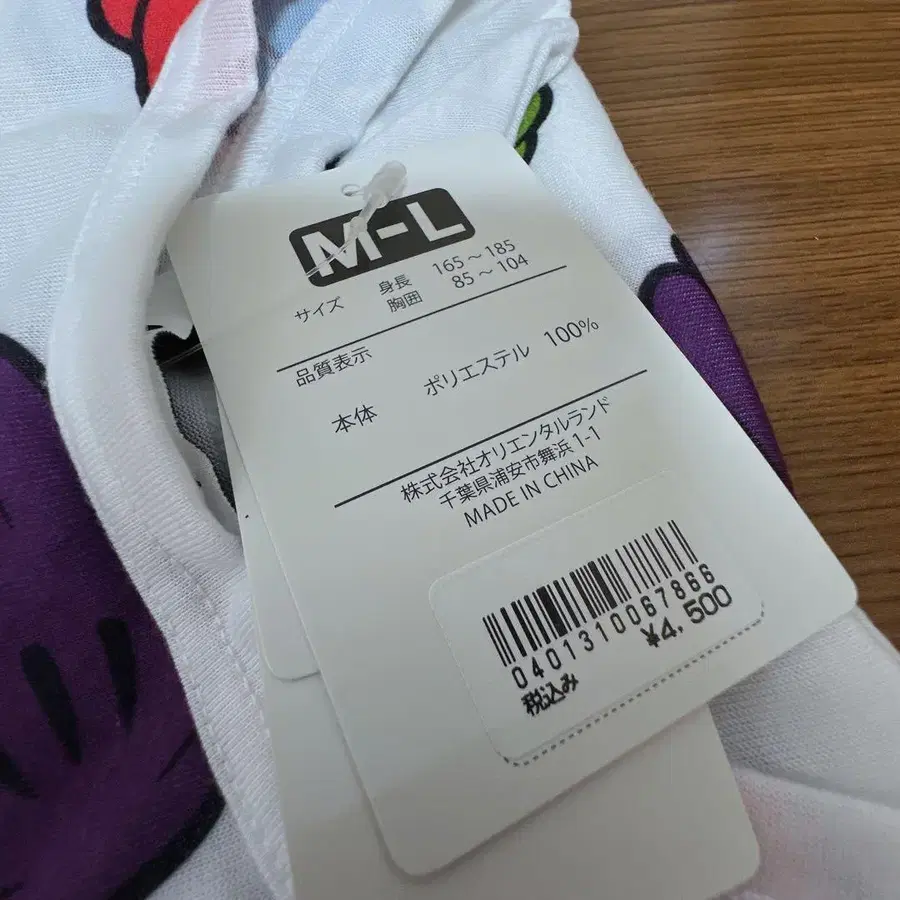 M-L
サイズ 身長 165～185
胸囲 85～104
品質表示
本体 ポリエステル 100%
株式会社オリエンタルランド
千葉県浦安市舞浜1-1
MADE IN CHINA
0401310067866
税込み ¥4,500